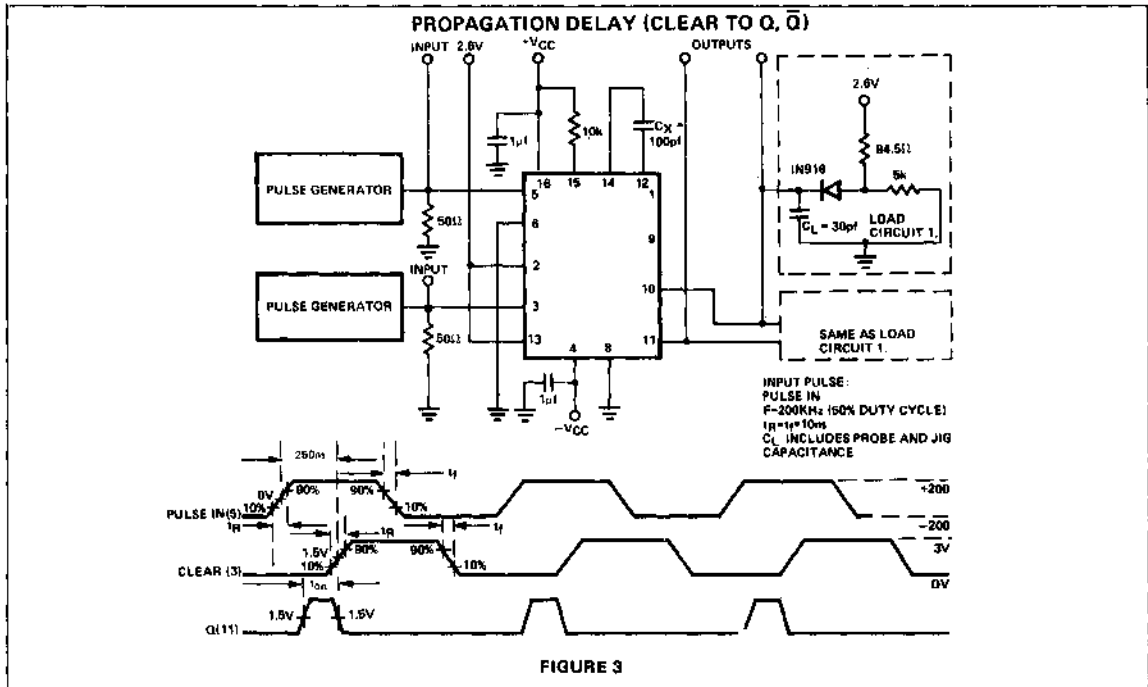 PROPAGATION DELAY (CLEAR TO Q, Q̅)
INPUT 2.6V +VCC OUTPUTS
2.6V
1µf
10k
CX = 100pf
84.5Ω
IN916
5k
CL = 30pf
LOAD CIRCUIT 1.
PULSE GENERATOR
50Ω
INPUT
PULSE GENERATOR
50Ω
16 15 14 12
5
6
2
3
13
4 8
1
9
10
11
1µf
-VCC
SAME AS LOAD
CIRCUIT 1.
INPUT PULSE:
PULSE IN
F=200KHz (50% DUTY CYCLE)
tR=tf=10ns
CL INCLUDES PROBE AND JIG
CAPACITANCE
tf
0V
10% 90% 90% 10%
PULSE IN(5)
+200
-200
tR
tR
tf
1.5V
10% 90% 90% 10%
CLEAR (3)
3V
0V
1.5V 1.5V
Q(11)
FIGURE 3